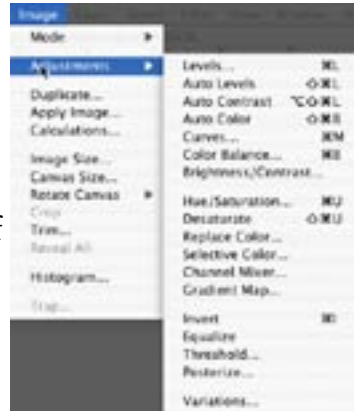 Image
Mode
Adjustments
Duplicate...
Apply Image...
Calculations...
Image Size...
Canvas Size...
Rotate Canvas
Crop
Trim...
Reveal All
Histogram...
Trap...
Levels... ⌘L
Auto Levels ⇧⌘L
Auto Contrast ⌥⇧⌘L
Auto Color ⇧⌘B
Curves... ⌘M
Color Balance... ⌘B
Brightness/Contrast...
Hue/Saturation... ⌘U
Desaturate ⇧⌘U
Replace Color...
Selective Color...
Channel Mixer...
Gradient Map...
Invert ⌘I
Equalize
Threshold...
Posterize...
Variations...